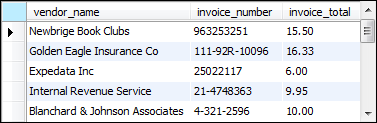 vendor_name invoice_number invoice_total
Newbrige Book Clubs 963253251 15.50
Golden Eagle Insurance Co 111-92R-10096 16.33
Expedata Inc 25022117 6.00
Internal Revenue Service 21-4748363 9.95
Blanchard & Johnson Associates 4-321-2596 10.00